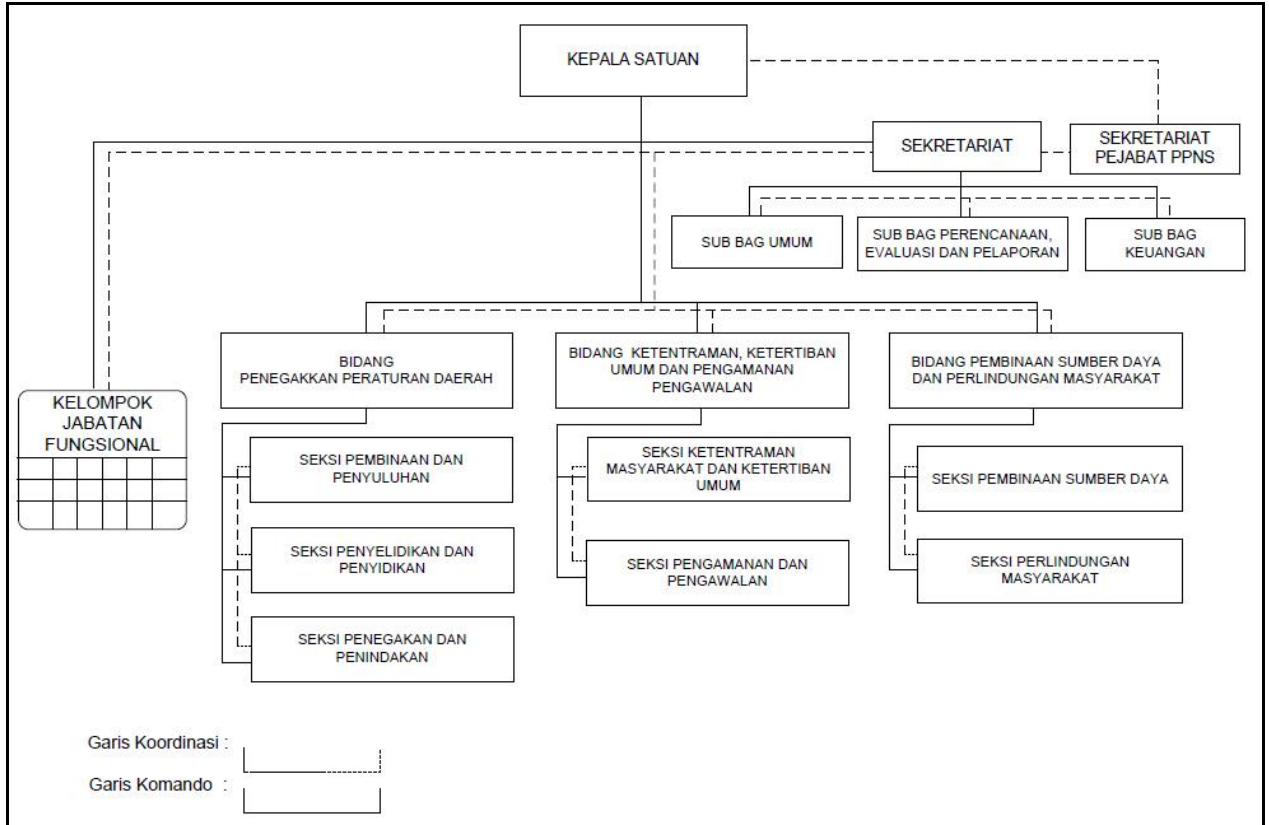 KEPALA SATUAN
SEKRETARIAT
SEKRETARIAT
PEJABAT PPNS
SUB BAG UMUM
SUB BAG PERENCANAAN,
EVALUASI DAN PELAPORAN
SUB BAG
KEUANGAN
BIDANG
PENEGAKKAN PERATURAN DAERAH
BIDANG KETENTRAMAN, KETERTIBAN
UMUM DAN PENGAMANAN
PENGAWALAN
BIDANG PEMBINAAN SUMBER DAYA
DAN PERLINDUNGAN MASYARAKAT
KELOMPOK
JABATAN
FUNGSIONAL
SEKSI PEMBINAAN DAN
PENYULUHAN
SEKSI KETENTRAMAN
MASYARAKAT DAN KETERTIBAN
UMUM
SEKSI PEMBINAAN SUMBER DAYA
SEKSI PENYELIDIKAN DAN
PENYIDIKAN
SEKSI PENGAMANAN DAN
PENGAWALAN
SEKSI PERLINDUNGAN
MASYARAKAT
SEKSI PENEGAKAN DAN
PENINDAKAN
Garis Koordinasi :
Garis Komando :